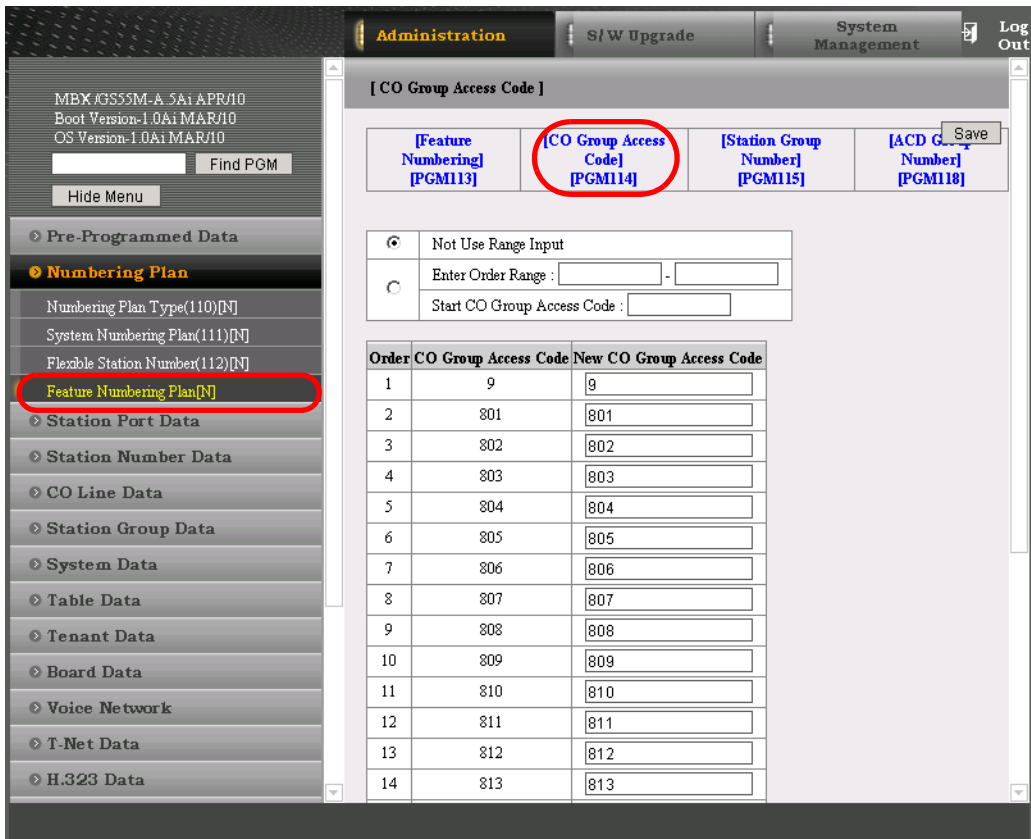 Administration
S/W Upgrade
System
Management
Log
Out
MBX /GS55M-A.5Ai APR/10
Boot Version-1.0Ai MAR/10
OS Version-1.0Ai MAR/10
Find PGM
Hide Menu
Pre-Programmed Data
Numbering Plan
Numbering Plan Type(110)[N]
System Numbering Plan(111)[N]
Flexible Station Number(112)[N]
Feature Numbering Plan[N]
Station Port Data
Station Number Data
CO Line Data
Station Group Data
System Data
Table Data
Tenant Data
Board Data
Voice Network
T-Net Data
H.323 Data
[ CO Group Access Code ]
Save
[Feature
Numbering]
[PGM113]
[CO Group Access
Code]
[PGM114]
[Station Group
Number]
[PGM115]
[ACD
Number]
[PGM118]
Not Use Range Input
Enter Order Range : -
Start CO Group Access Code :
Order CO Group Access Code New CO Group Access Code
1 9 9
2 801 801
3 802 802
4 803 803
5 804 804
6 805 805
7 806 806
8 807 807
9 808 808
10 809 809
11 810 810
12 811 811
13 812 812
14 813 813